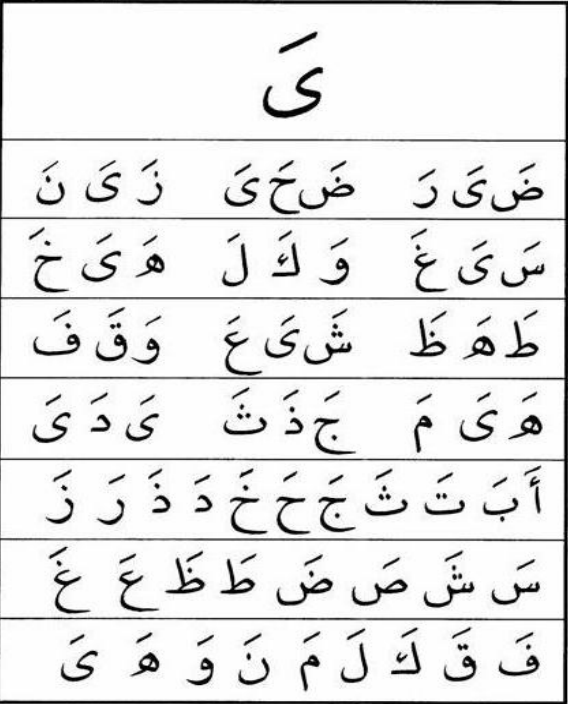 ىَ
ضَ ىَ رَ ضَ حَ ىَ زَ ىَ نَ
سَ ىَ غَ وَ كَ لَ هَ ىَ خَ
طَ هَ ظَ شَ ىَ عَ وَ قَ فَ
هَ ىَ مَ جَ ذَ ثَ ىَ دَ ىَ
أَ بَ تَ ثَ جَ حَ خَ دَ ذَ رَ زَ
سَ شَ صَ ضَ طَ ظَ عَ غَ
فَ قَ كَ لَ مَ نَ وَ هَ ىَ